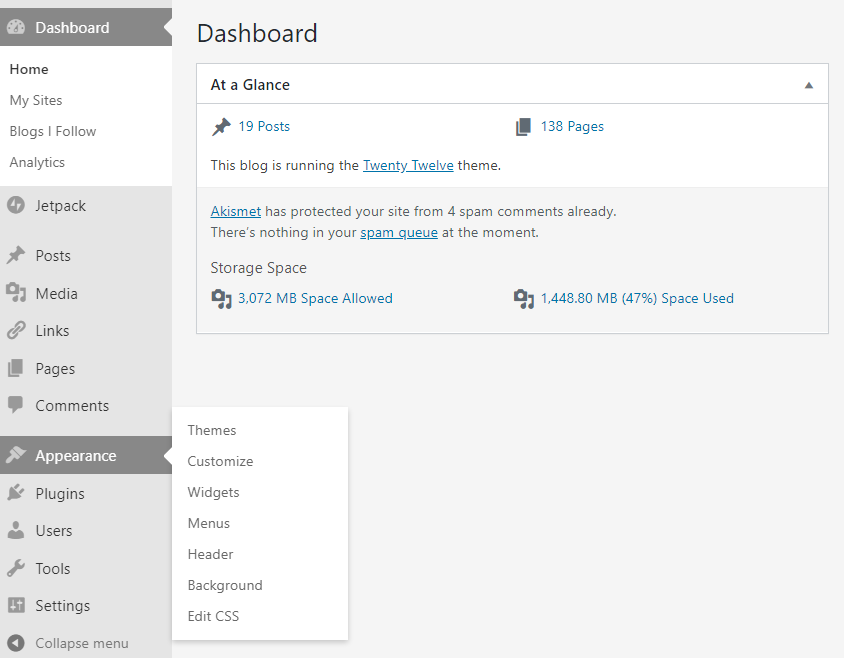 Dashboard
Home
My Sites
Blogs I Follow
Analytics
Jetpack
Posts
Media
Links
Pages
Comments
Appearance
Plugins
Users
Tools
Settings
Collapse menu
Themes
Customize
Widgets
Menus
Header
Background
Edit CSS
Dashboard
At a Glance
19 Posts
138 Pages
This blog is running the Twenty Twelve theme.
Akismet has protected your site from 4 spam comments already.
There’s nothing in your spam queue at the moment.
Storage Space
3,072 MB Space Allowed
1,448.80 MB (47%) Space Used